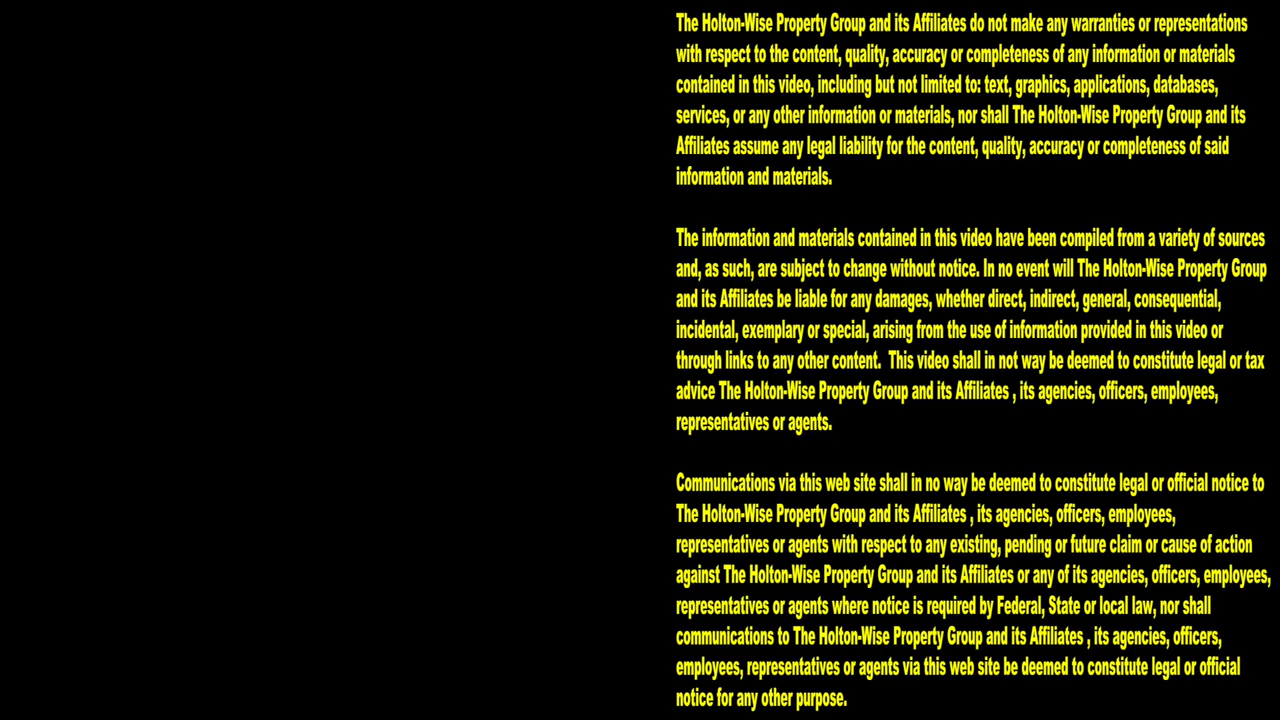 The Holton-Wise Property Group and its Affiliates do not make any warranties or representations
with respect to the content, quality, accuracy or completeness of any information or materials
contained in this video, including but not limited to: text, graphics, applications, databases,
services, or any other information or materials, nor shall The Holton-Wise Property Group and its
Affiliates assume any legal liability for the content, quality, accuracy or completeness of said
information and materials.
The information and materials contained in this video have been compiled from a variety of sources
and, as such, are subject to change without notice. In no event will The Holton-Wise Property Group
and its Affiliates be liable for any damages, whether direct, indirect, general, consequential,
incidental, exemplary or special, arising from the use of information provided in this video or
through links to any other content.  This video shall in not way be deemed to constitute legal or tax
advice The Holton-Wise Property Group and its Affiliates , its agencies, officers, employees,
representatives or agents.
Communications via this web site shall in no way be deemed to constitute legal or official notice to
The Holton-Wise Property Group and its Affiliates , its agencies, officers, employees,
representatives or agents with respect to any existing, pending or future claim or cause of action
against The Holton-Wise Property Group and its Affiliates or any of its agencies, officers, employees,
representatives or agents where notice is required by Federal, State or local law, nor shall
communications to The Holton-Wise Property Group and its Affiliates , its agencies, officers,
employees, representatives or agents via this web site be deemed to constitute legal or official
notice for any other purpose.